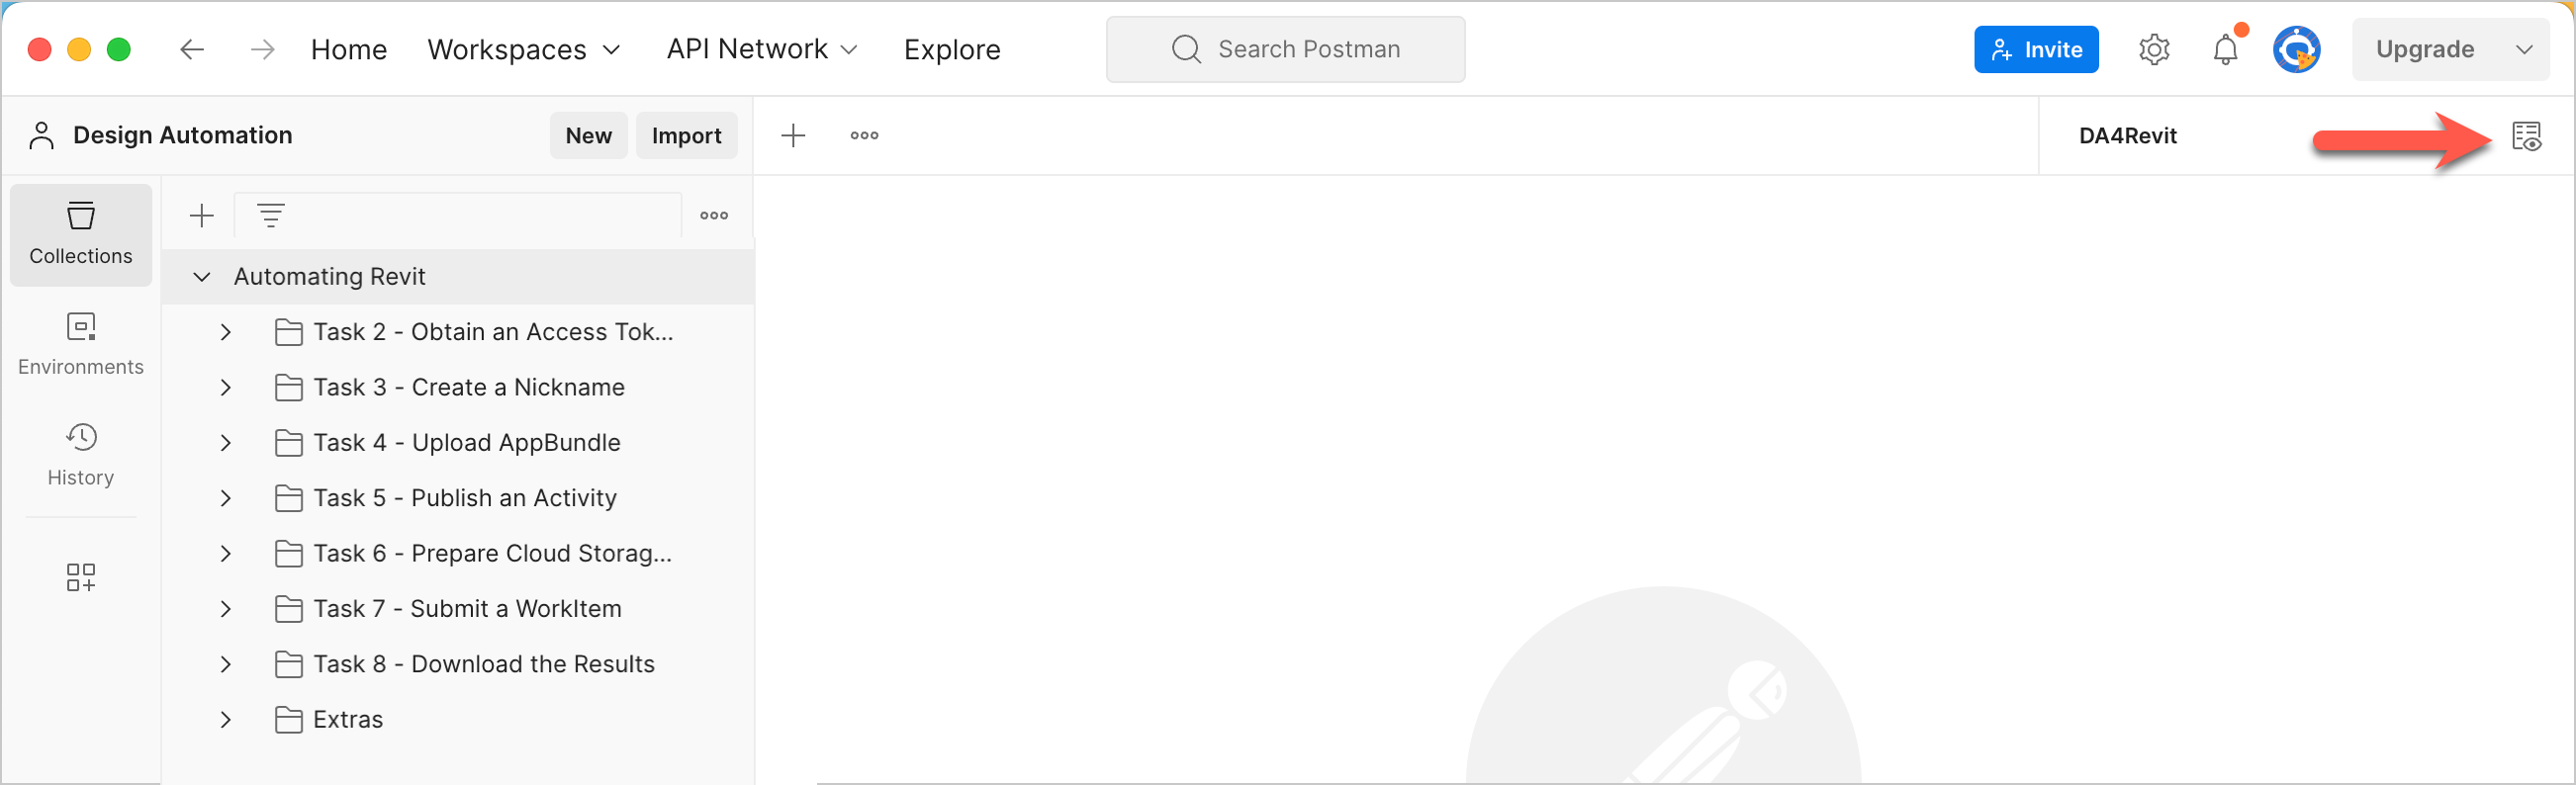 Home Workspaces API Network Explore Search Postman Invite Upgrade
Design Automation New Import DA4Revit
Collections
Environments
History
Automating Revit
Task 2 - Obtain an Access Tok...
Task 3 - Create a Nickname
Task 4 - Upload AppBundle
Task 5 - Publish an Activity
Task 6 - Prepare Cloud Storag...
Task 7 - Submit a WorkItem
Task 8 - Download the Results
Extras